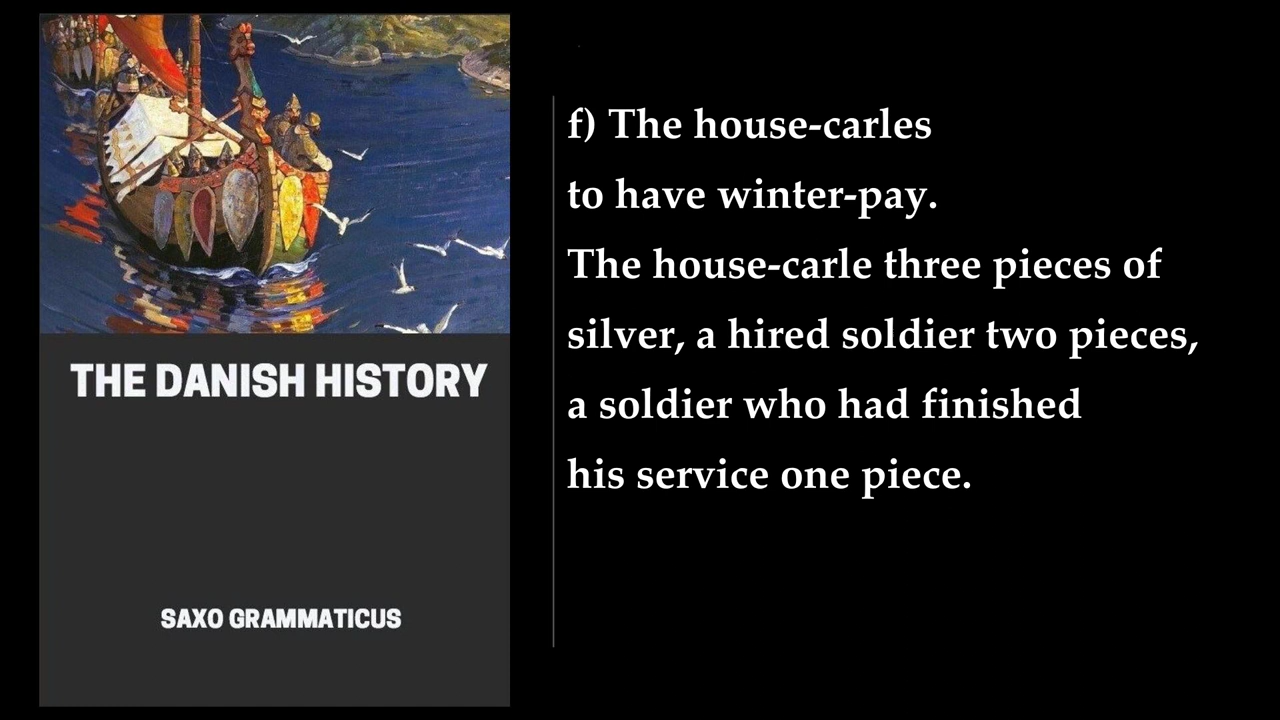 THE DANISH HISTORY
SAXO GRAMMATICUS
f) The house-carles
to have winter-pay.
The house-carle three pieces of
silver, a hired soldier two pieces,
a soldier who had finished
his service one piece.